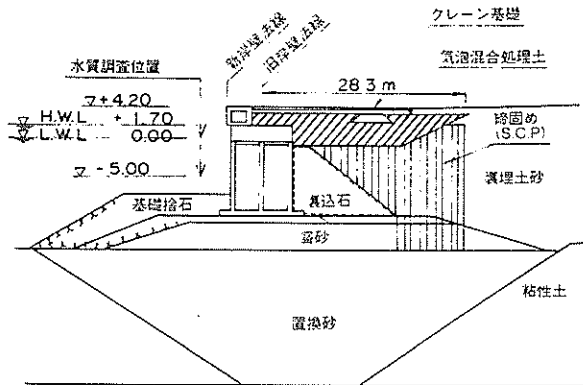 クレーン基礎
新岸壁法線
旧岸壁法線
気泡混合処理土
水質調査位置
28.3 m
▽+4.20
H.W.L +1.70
L.W.L 0.00
締固め
(S.C.P)
▽-5.00
裏埋土砂
基礎捨石
裏込石
敷砂
粘性土
置換砂